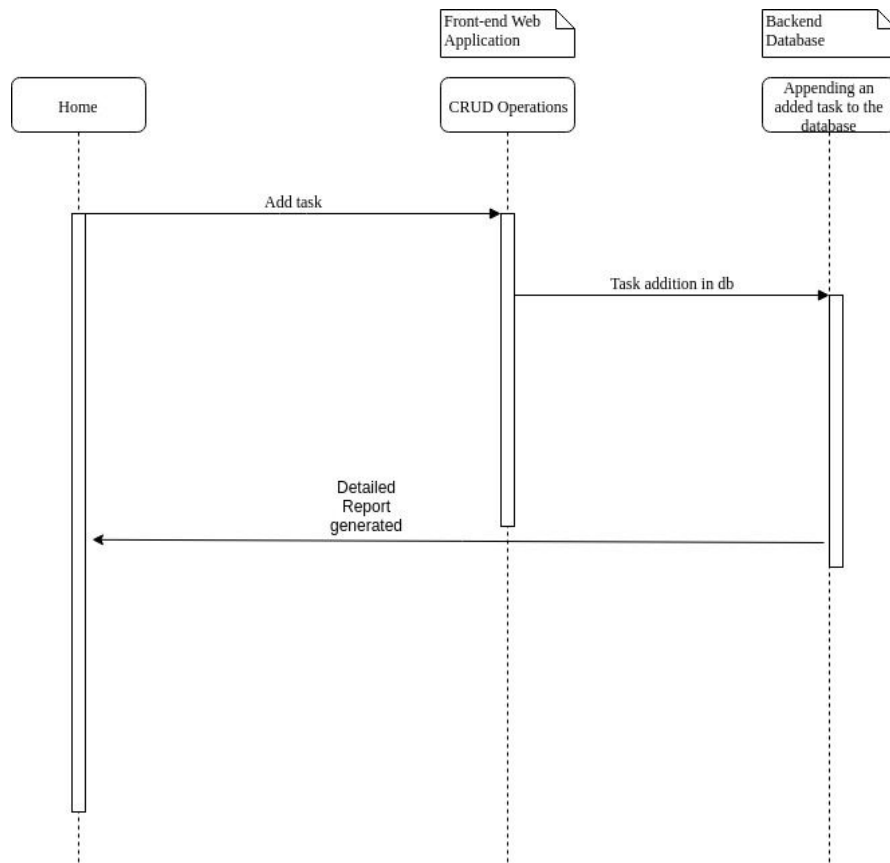 Front-end Web
Application
Backend
Database
Home
CRUD Operations
Appending an
added task to the
database
Add task
Task addition in db
Detailed
Report
generated